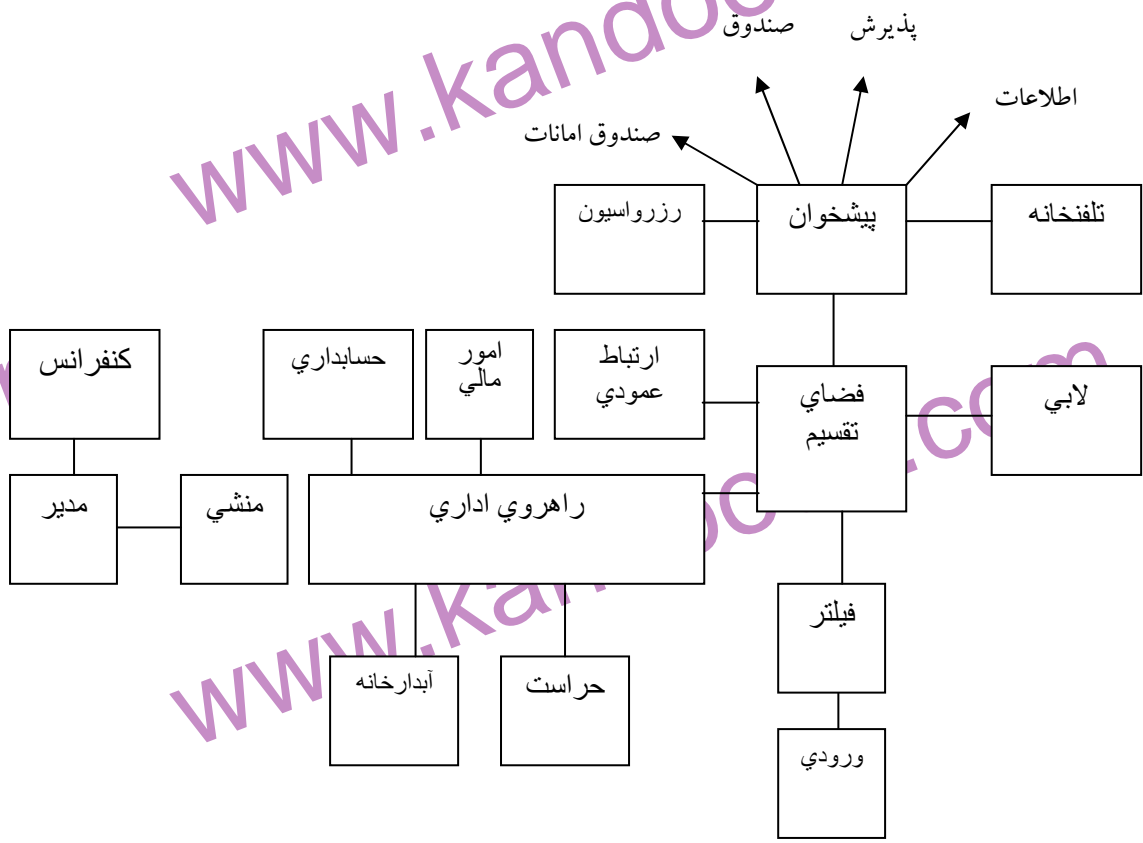 صندوق
پذيرش
اطلاعات
صندوق امانات
تلفنخانه
پيشخوان
رزرواسيون
لابي
فضاي
تقسيم
ارتباط
عمودي
امور
مالي
حسابداري
كنفرانس
راهروي اداري
منشي
مدير
فيلتر
حراست
آبدارخانه
ورودي
www.kandoo
.com
www.kan